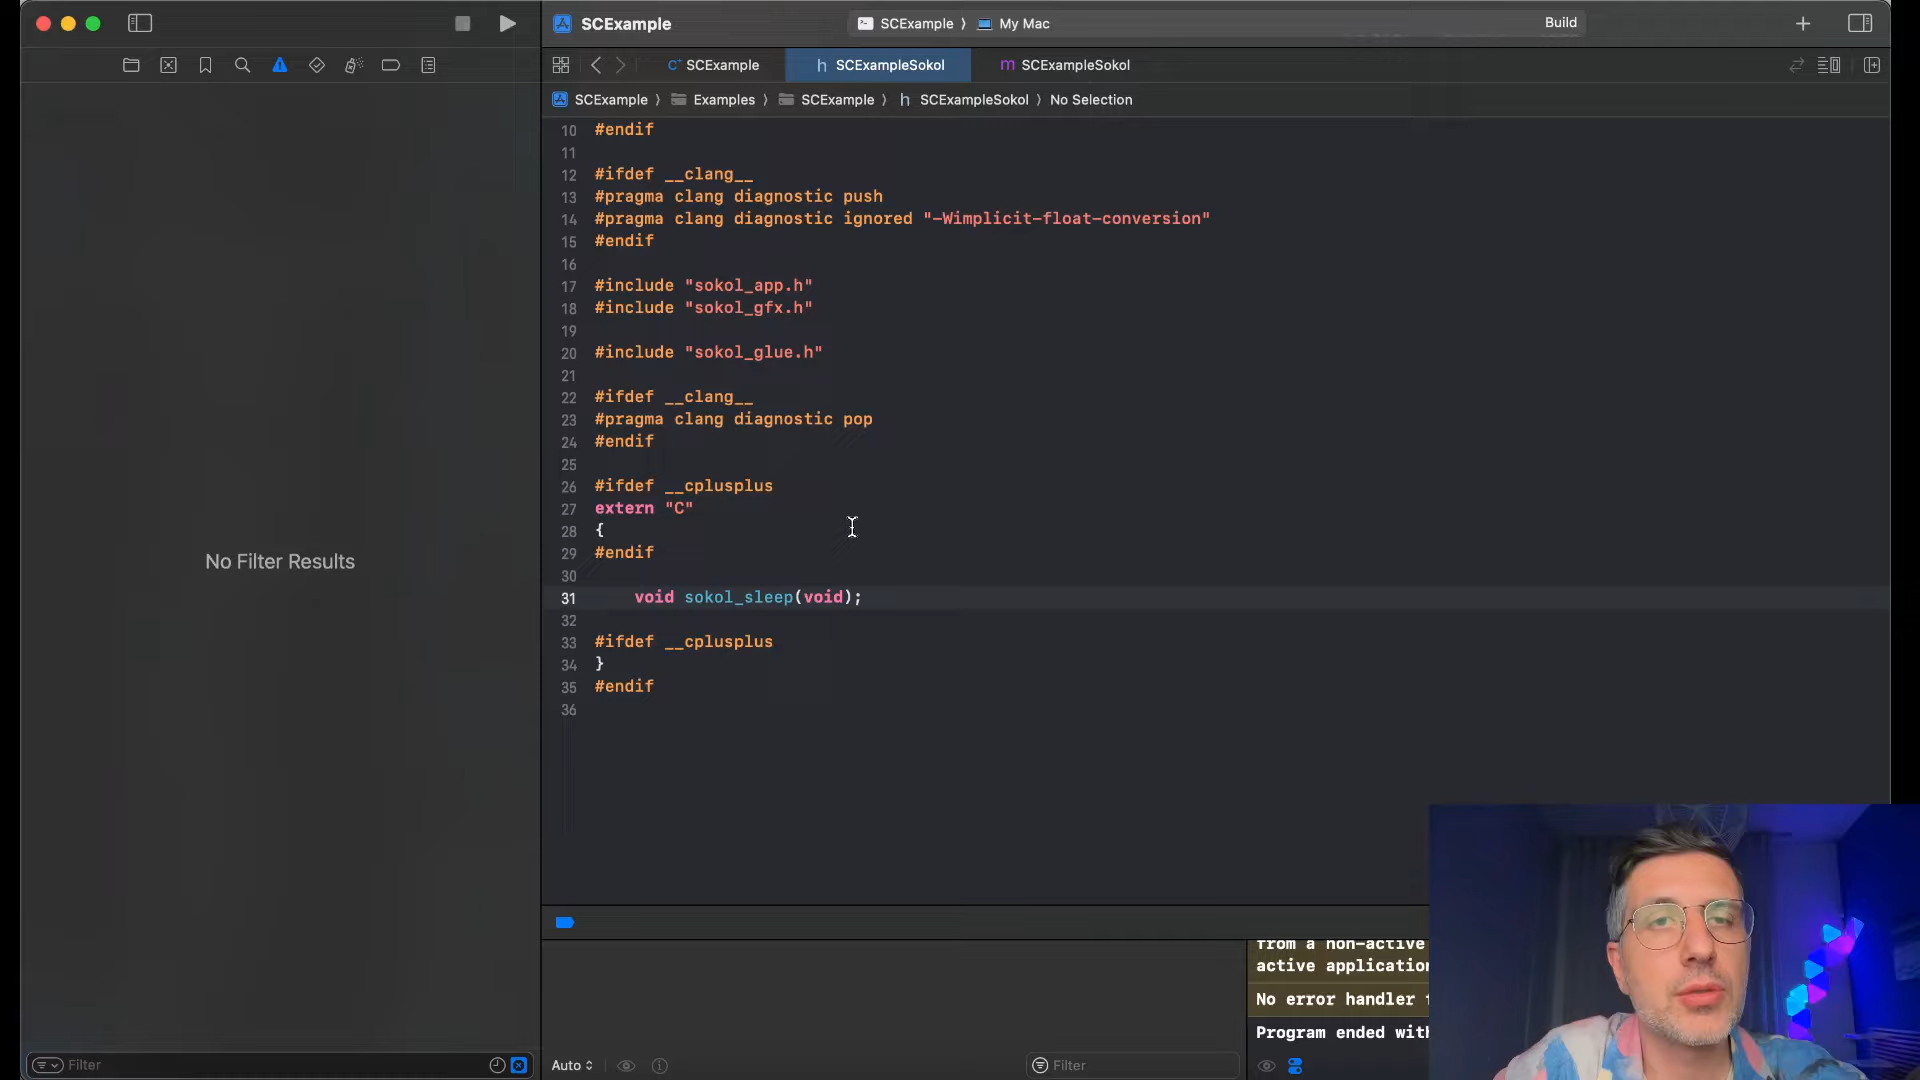 SCExample
SCExample 〉 My Mac
Build
C SCExample
h SCExampleSokol
m SCExampleSokol
SCExample 〉 Examples 〉 SCExample 〉 h SCExampleSokol 〉 No Selection
10 #endif
11
12 #ifdef __clang__
13 #pragma clang diagnostic push
14 #pragma clang diagnostic ignored "-Wimplicit-float-conversion"
15 #endif
16
17 #include "sokol_app.h"
18 #include "sokol_gfx.h"
19
20 #include "sokol_glue.h"
21
22 #ifdef __clang__
23 #pragma clang diagnostic pop
24 #endif
25
26 #ifdef __cplusplus
27 extern "C"
28 {
29 #endif
30
31 void sokol_sleep(void);
32
33 #ifdef __cplusplus
34 }
35 #endif
36
No Filter Results
from a non-active
active application
No error handler
Program ended with
Filter
Auto
Filter